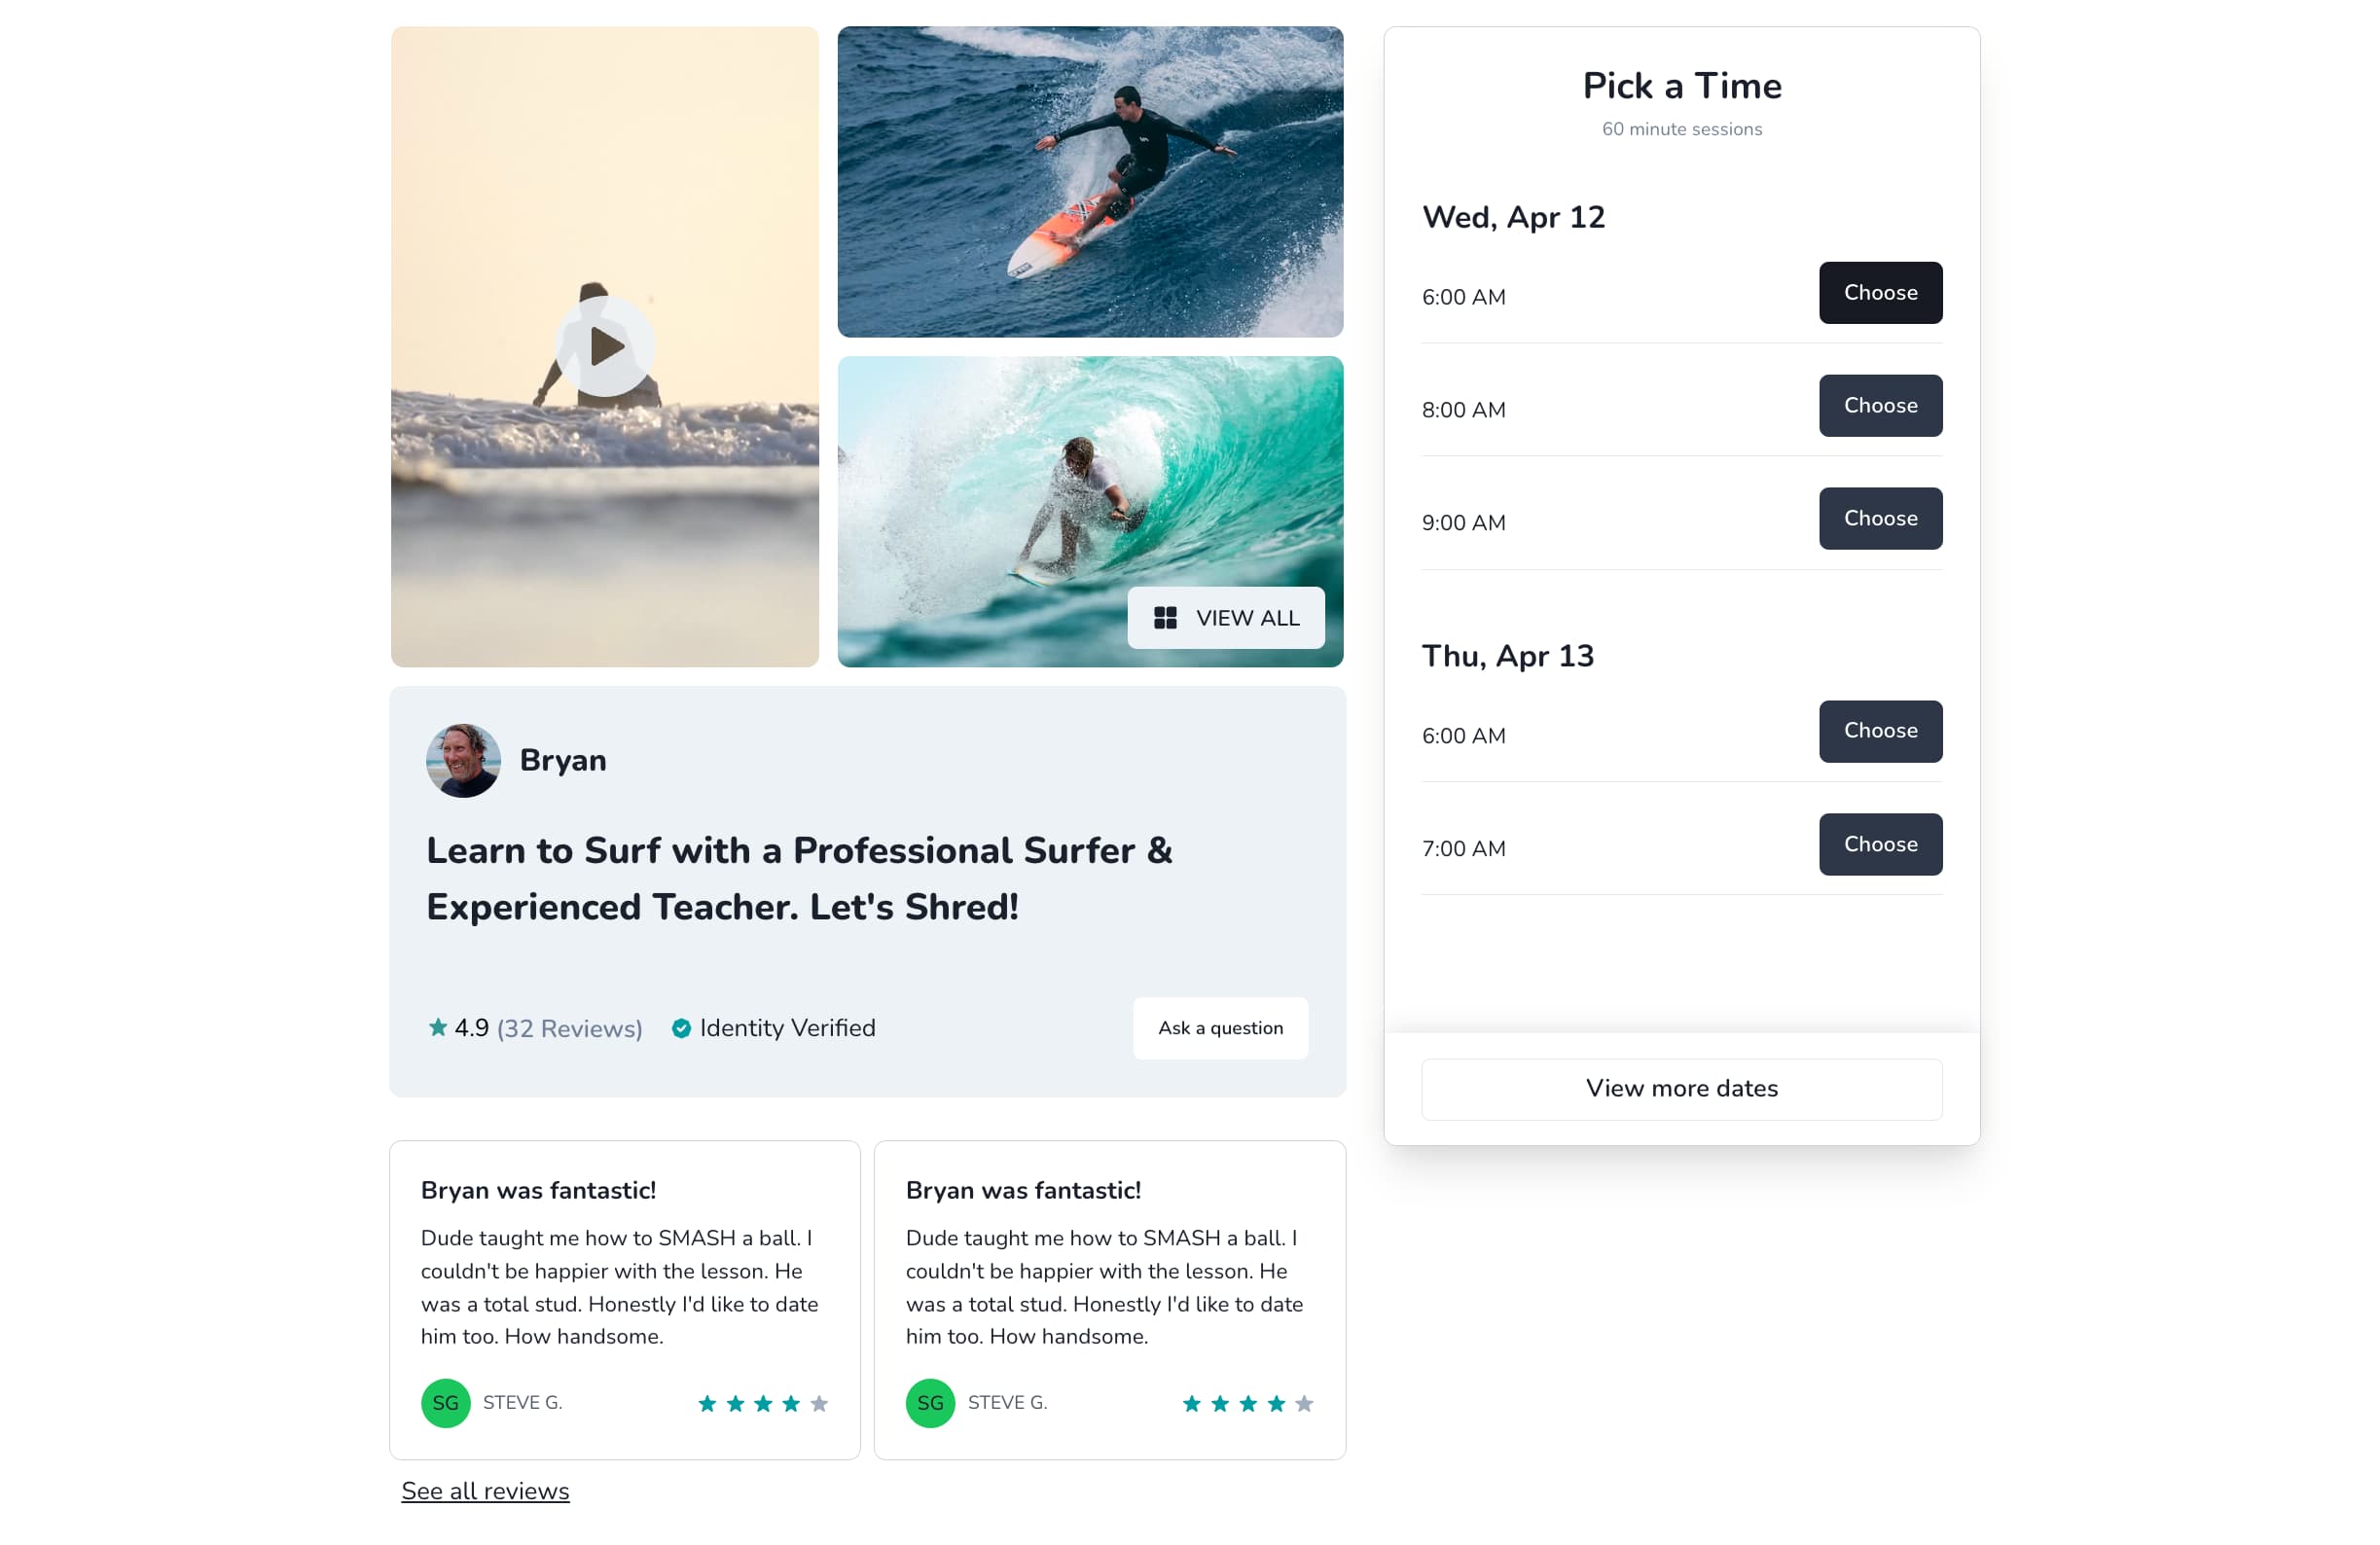 VIEW ALL
Bryan
Learn to Surf with a Professional Surfer &
Experienced Teacher. Let's Shred!
4.9 (32 Reviews) Identity Verified
Ask a question
Bryan was fantastic!
Dude taught me how to SMASH a ball. I
couldn't be happier with the lesson. He
was a total stud. Honestly I'd like to date
him too. How handsome.
SG STEVE G.
Bryan was fantastic!
Dude taught me how to SMASH a ball. I
couldn't be happier with the lesson. He
was a total stud. Honestly I'd like to date
him too. How handsome.
SG STEVE G.
See all reviews
Pick a Time
60 minute sessions
Wed, Apr 12
6:00 AM Choose
8:00 AM Choose
9:00 AM Choose
Thu, Apr 13
6:00 AM Choose
7:00 AM Choose
View more dates